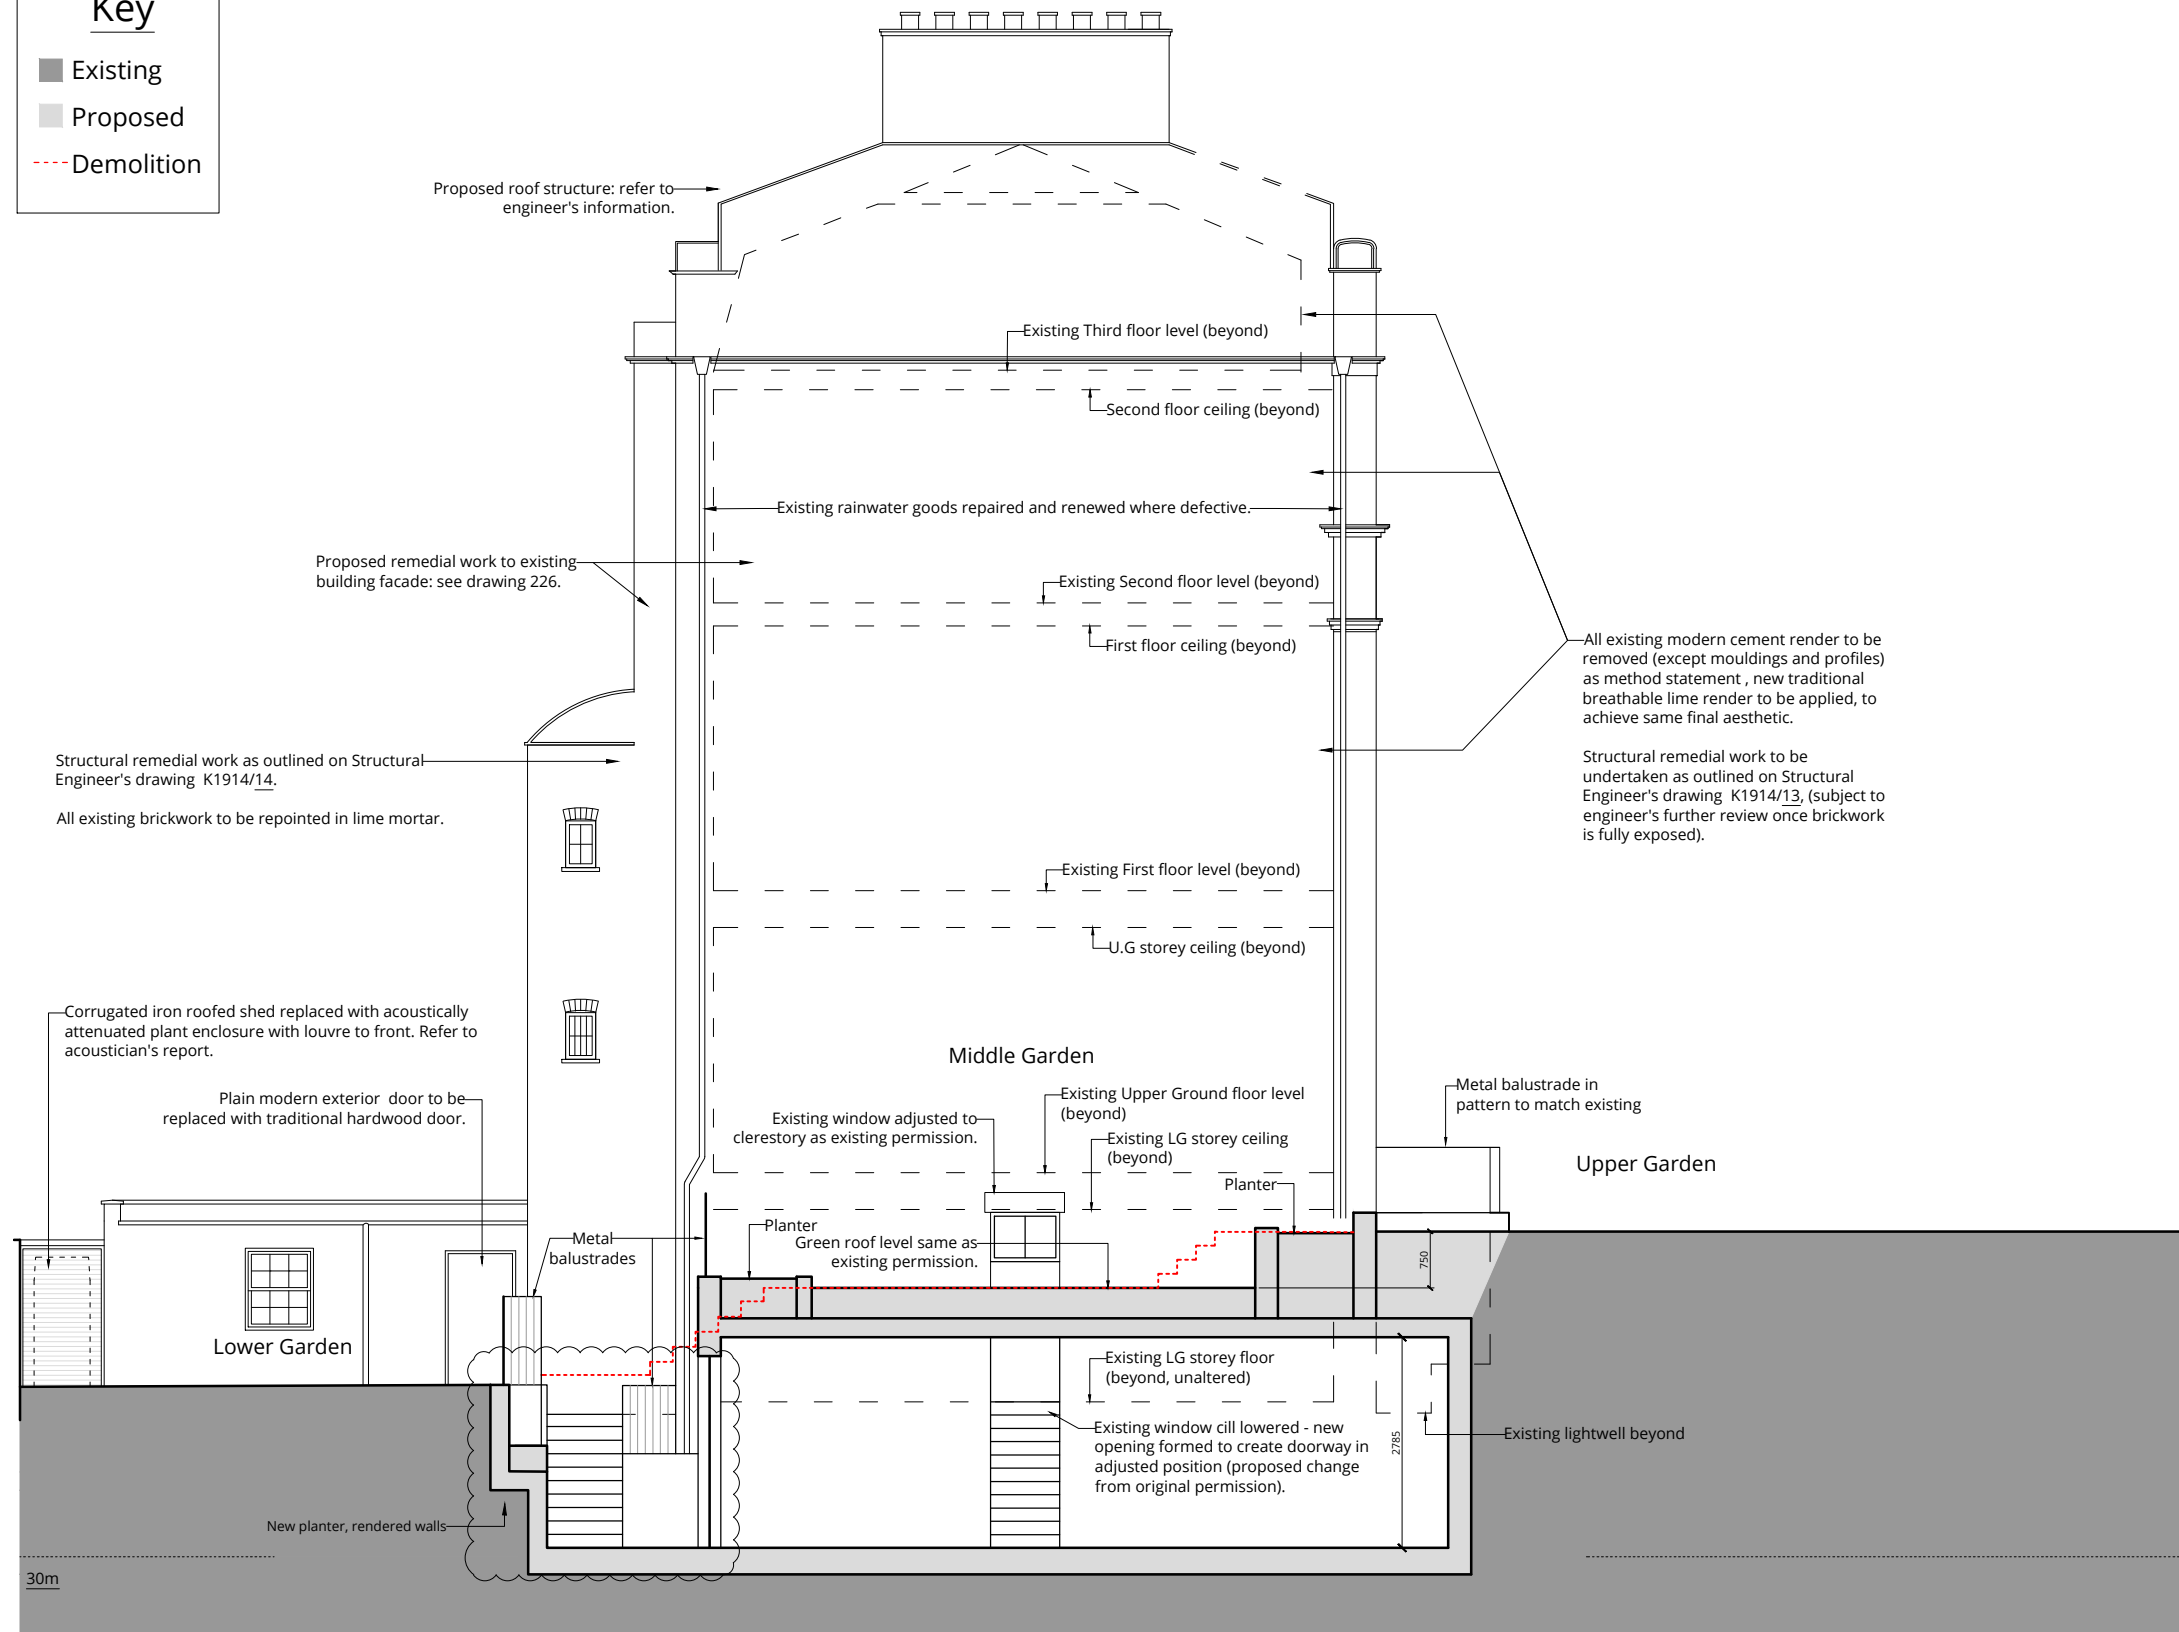 Key
Existing
Proposed
Demolition
Proposed roof structure: refer to
engineer's information.
Existing Third floor level (beyond)
Second floor ceiling (beyond)
Existing rainwater goods repaired and renewed where defective.
Proposed remedial work to existing
building facade: see drawing 226.
Existing Second floor level (beyond)
First floor ceiling (beyond)
All existing modern cement render to be
removed (except mouldings and profiles)
as method statement , new traditional
breathable lime render to be applied, to
achieve same final aesthetic.
Structural remedial work to be
undertaken as outlined on Structural
Engineer's drawing K1914/13, (subject to
engineer's further review once brickwork
is fully exposed).
Structural remedial work as outlined on Structural
Engineer's drawing K1914/14.
All existing brickwork to be repointed in lime mortar.
Existing First floor level (beyond)
U.G storey ceiling (beyond)
Corrugated iron roofed shed replaced with acoustically
attenuated plant enclosure with louvre to front. Refer to
acoustician's report.
Plain modern exterior door to be
replaced with traditional hardwood door.
Middle Garden
Existing Upper Ground floor level
(beyond)
Existing window adjusted to
clerestory as existing permission.
Existing LG storey ceiling
(beyond)
Metal balustrade in
pattern to match existing
Upper Garden
Planter
Planter
Metal
balustrades
Green roof level same as
existing permission.
750
Lower Garden
Existing LG storey floor
(beyond, unaltered)
Existing window cill lowered - new
opening formed to create doorway in
adjusted position (proposed change
from original permission).
2785
Existing lightwell beyond
New planter, rendered walls
30m